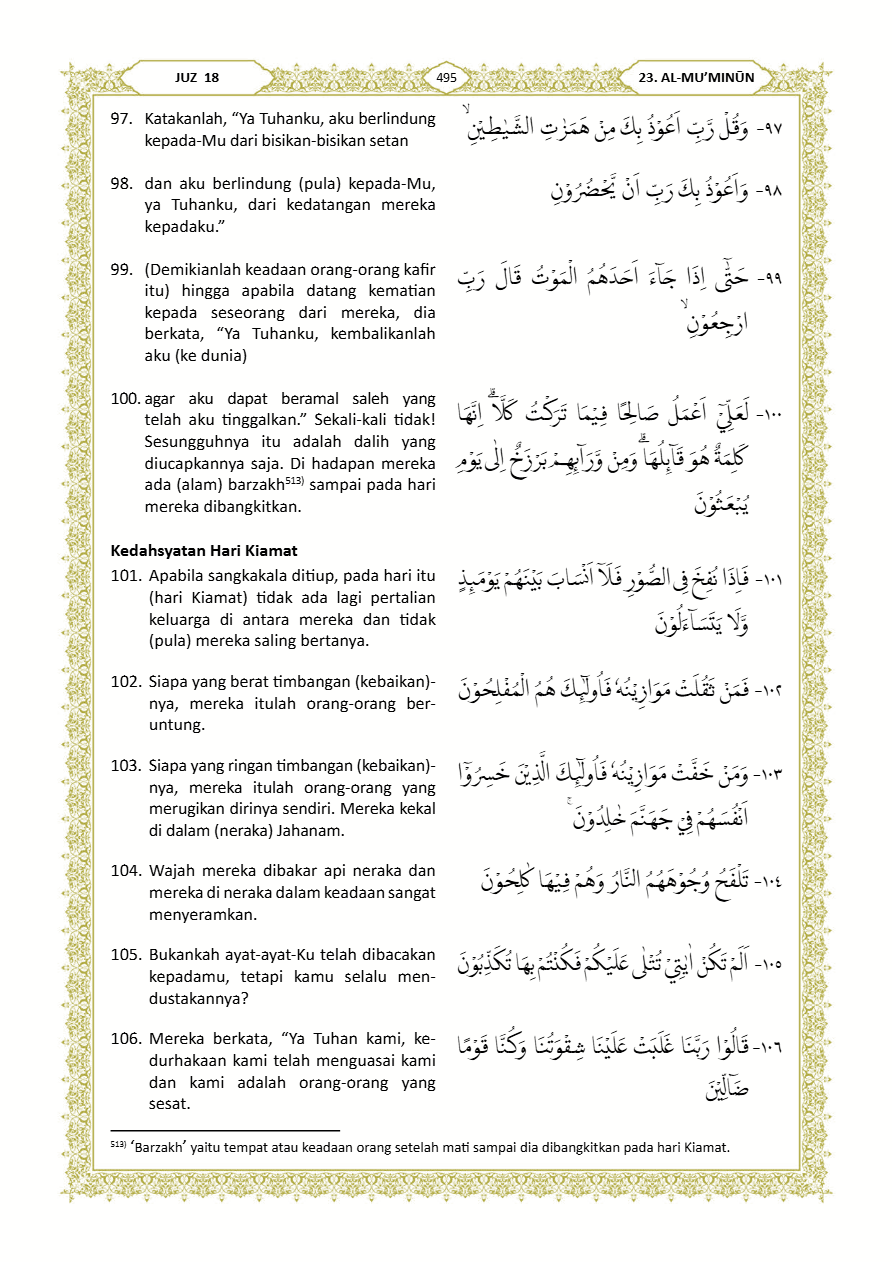 JUZ 18
495
23. AL-MU’MINŪN
97. Katakanlah, “Ya Tuhanku, aku berlindung
kepada-Mu dari bisikan-bisikan setan
٩٧- وَقُلْ رَّبِّ اَعُوْذُ بِكَ مِنْ هَمَزٰتِ الشَّيٰطِيْنِ ۙ
98. dan aku berlindung (pula) kepada-Mu,
ya Tuhanku, dari kedatangan mereka
kepadaku.”
٩٨- وَاَعُوْذُ بِكَ رَبِّ اَنْ يَّحْضُرُوْنِ
99. (Demikianlah keadaan orang-orang kafir
itu) hingga apabila datang kematian
kepada seseorang dari mereka, dia
berkata, “Ya Tuhanku, kembalikanlah
aku (ke dunia)
٩٩- حَتّٰٓى اِذَا جَاۤءَ اَحَدَهُمُ الْمَوْتُ قَالَ رَبِّ
ارْجِعُوْنِ ۙ
100. agar aku dapat beramal saleh yang
telah aku tinggalkan.” Sekali-kali tidak!
Sesungguhnya itu adalah dalih yang
diucapkannya saja. Di hadapan mereka
ada (alam) barzakh513) sampai pada hari
mereka dibangkitkan.
١٠٠- لَعَلِّيْٓ اَعْمَلُ صَالِحًا فِيْمَا تَرَكْتُ كَلَّاۗ اِنَّهَا
كَلِمَةٌ هُوَ قَاۤىِٕلُهَاۗ وَمِنْ وَّرَاۤىِٕهِمْ بَرْزَخٌ اِلٰى يَوْمِ
يُبْعَثُوْنَ
Kedahsyatan Hari Kiamat
101. Apabila sangkakala ditiup, pada hari itu
(hari Kiamat) tidak ada lagi pertalian
keluarga di antara mereka dan tidak
(pula) mereka saling bertanya.
١٠١- فَاِذَا نُفِخَ فِى الصُّوْرِ فَلَآ اَنْسَابَ بَيْنَهُمْ يَوْمَىِٕذٍ
وَّلَا يَتَسَاۤءَلُوْنَ
102. Siapa yang berat timbangan (kebaikan)-
nya, mereka itulah orang-orang ber-
untung.
١٠٢- فَمَنْ ثَقُلَتْ مَوَازِيْنُهٗ فَاُولٰۤىِٕكَ هُمُ الْمُفْلِحُوْنَ
103. Siapa yang ringan timbangan (kebaikan)-
nya, mereka itulah orang-orang yang
merugikan dirinya sendiri. Mereka kekal
di dalam (neraka) Jahanam.
١٠٣- وَمَنْ خَفَّتْ مَوَازِيْنُهٗ فَاُولٰۤىِٕكَ الَّذِيْنَ خَسِرُوْٓا
اَنْفُسَهُمْ فِيْ جَهَنَّمَ خٰلِدُوْنَ ۚ
104. Wajah mereka dibakar api neraka dan
mereka di neraka dalam keadaan sangat
menyeramkan.
١٠٤- تَلْفَحُ وُجُوْهَهُمُ النَّارُ وَهُمْ فِيْهَا كٰلِحُوْنَ
105. Bukankah ayat-ayat-Ku telah dibacakan
kepadamu, tetapi kamu selalu men-
dustakannya?
١٠٥- اَلَمْ تَكُنْ اٰيٰتِيْ تُتْلٰى عَلَيْكُمْ فَكُنْتُمْ بِهَا تُكَذِّبُوْنَ
106. Mereka berkata, “Ya Tuhan kami, ke-
durhakaan kami telah menguasai kami
dan kami adalah orang-orang yang
sesat.
١٠٦- قَالُوْا رَبَّنَا غَلَبَتْ عَلَيْنَا شِقْوَتُنَا وَكُنَّا قَوْمًا
ضَاۤلِّيْنَ
513) ‘Barzakh’ yaitu tempat atau keadaan orang setelah mati sampai dia dibangkitkan pada hari Kiamat.